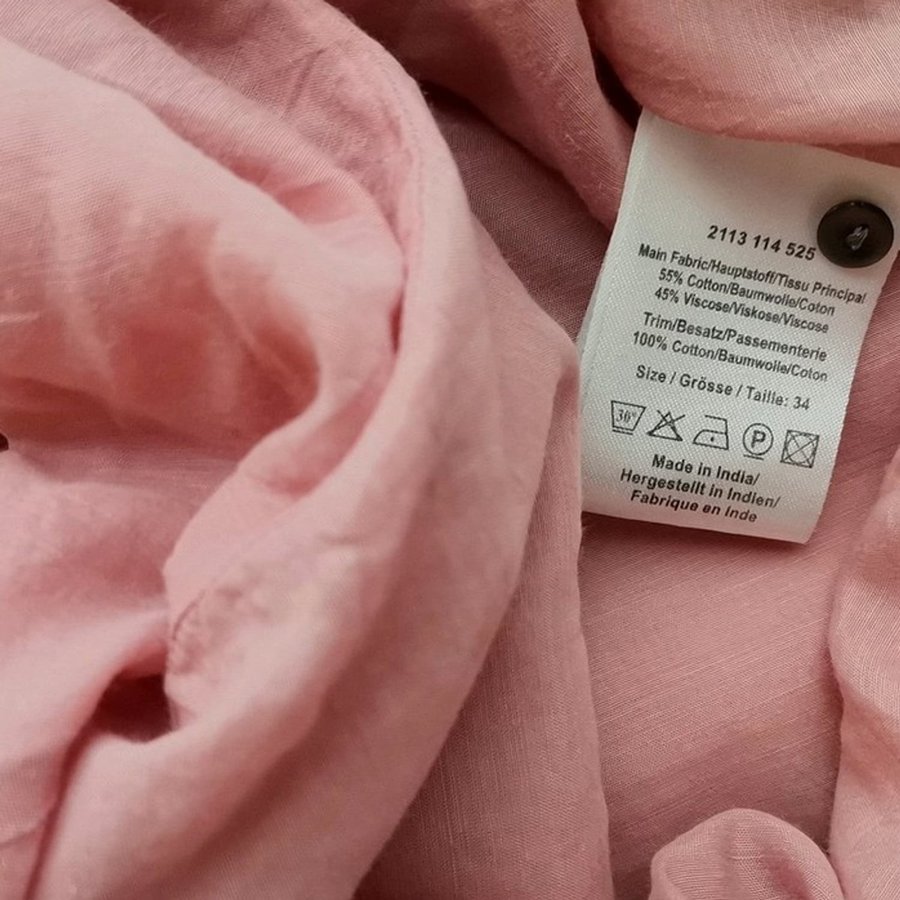 2113 114 525
Main Fabric/Hauptstoff/Tissu Principal
55% Cotton/Baumwolle/Coton
45% Viscose/Viskose/Viscose
Trim/Besatz/Passementerie
100% Cotton/Baumwolle/Coton
Size / Grösse / Taille: 34
30° P
Made in India/
Hergestellt in Indien/
Fabrique en Inde